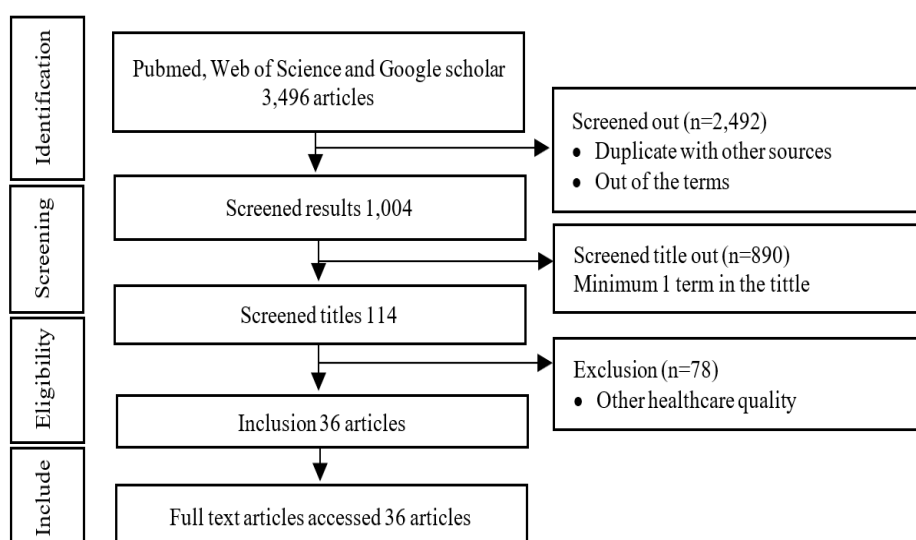 Identification
Pubmed, Web of Science and Google scholar
3,496 articles
Screened out (n=2,492)
• Duplicate with other sources
• Out of the terms
Screening
Screened results 1,004
Screened title out (n=890)
Minimum 1 term in the tittle
Screened titles 114
Eligibility
Exclusion (n=78)
• Other healthcare quality
Inclusion 36 articles
Include
Full text articles accessed 36 articles